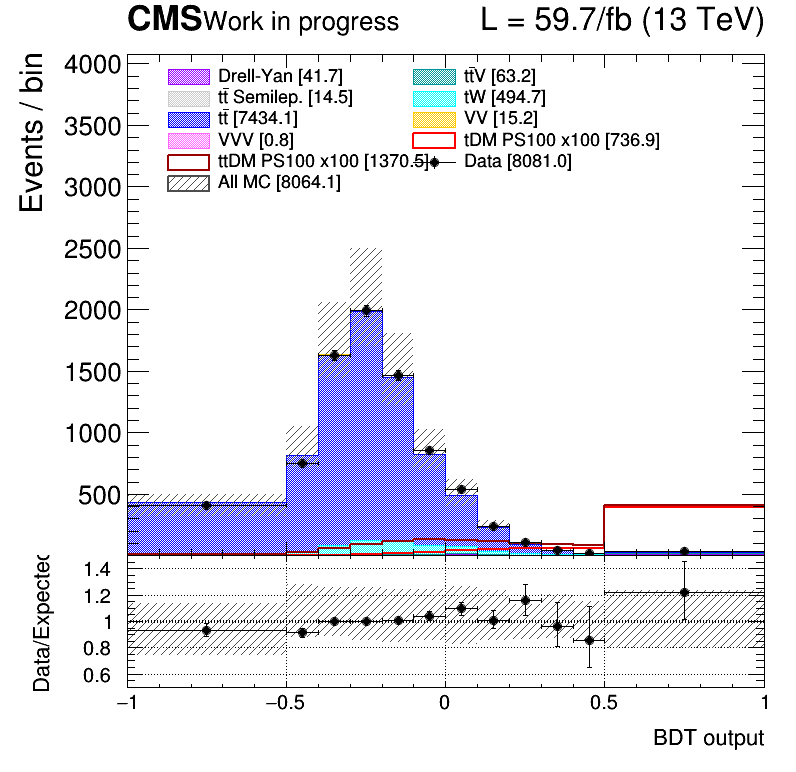 CMS Work in progress L = 59.7/fb (13 TeV)
Events / bin
4000
3500
3000
2500
2000
1500
1000
500
Drell-Yan [41.7] tt̄V [63.2]
tt̄ Semilep. [14.5] tW [494.7]
tt̄ [7434.1] VV [15.2]
VVV [0.8] tDM PS100 x100 [736.9]
ttDM PS100 x100 [1370.5] Data [8081.0]
All MC [8064.1]
Data/Expected
1.4
1.2
1
0.8
0.6
−1 −0.5 0 0.5 1
BDT output